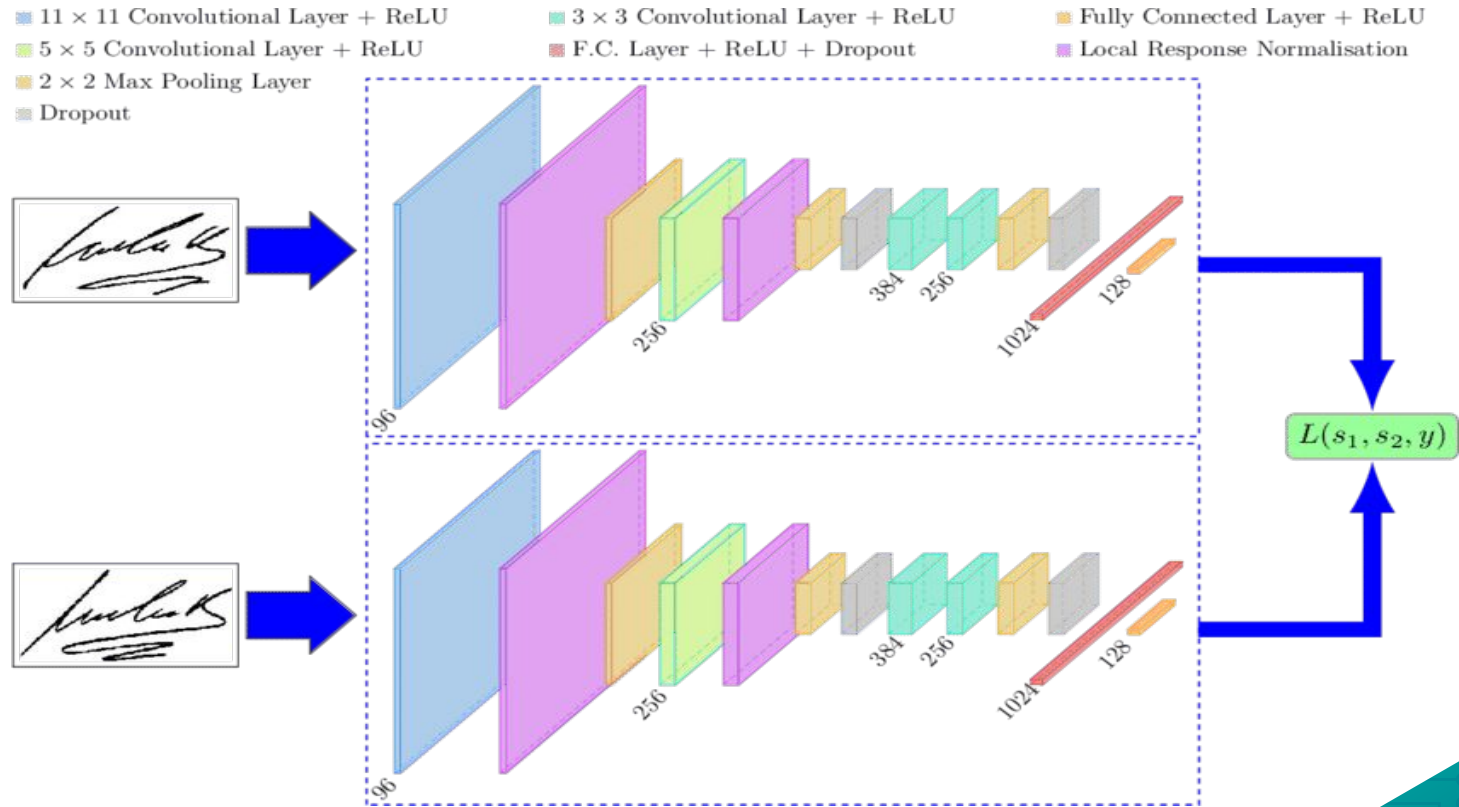 11 × 11 Convolutional Layer + ReLU
3 × 3 Convolutional Layer + ReLU
Fully Connected Layer + ReLU
5 × 5 Convolutional Layer + ReLU
F.C. Layer + ReLU + Dropout
Local Response Normalisation
2 × 2 Max Pooling Layer
Dropout
96
256
384
256
1024
128
L(s₁, s₂, y)
96
256
384
256
1024
128